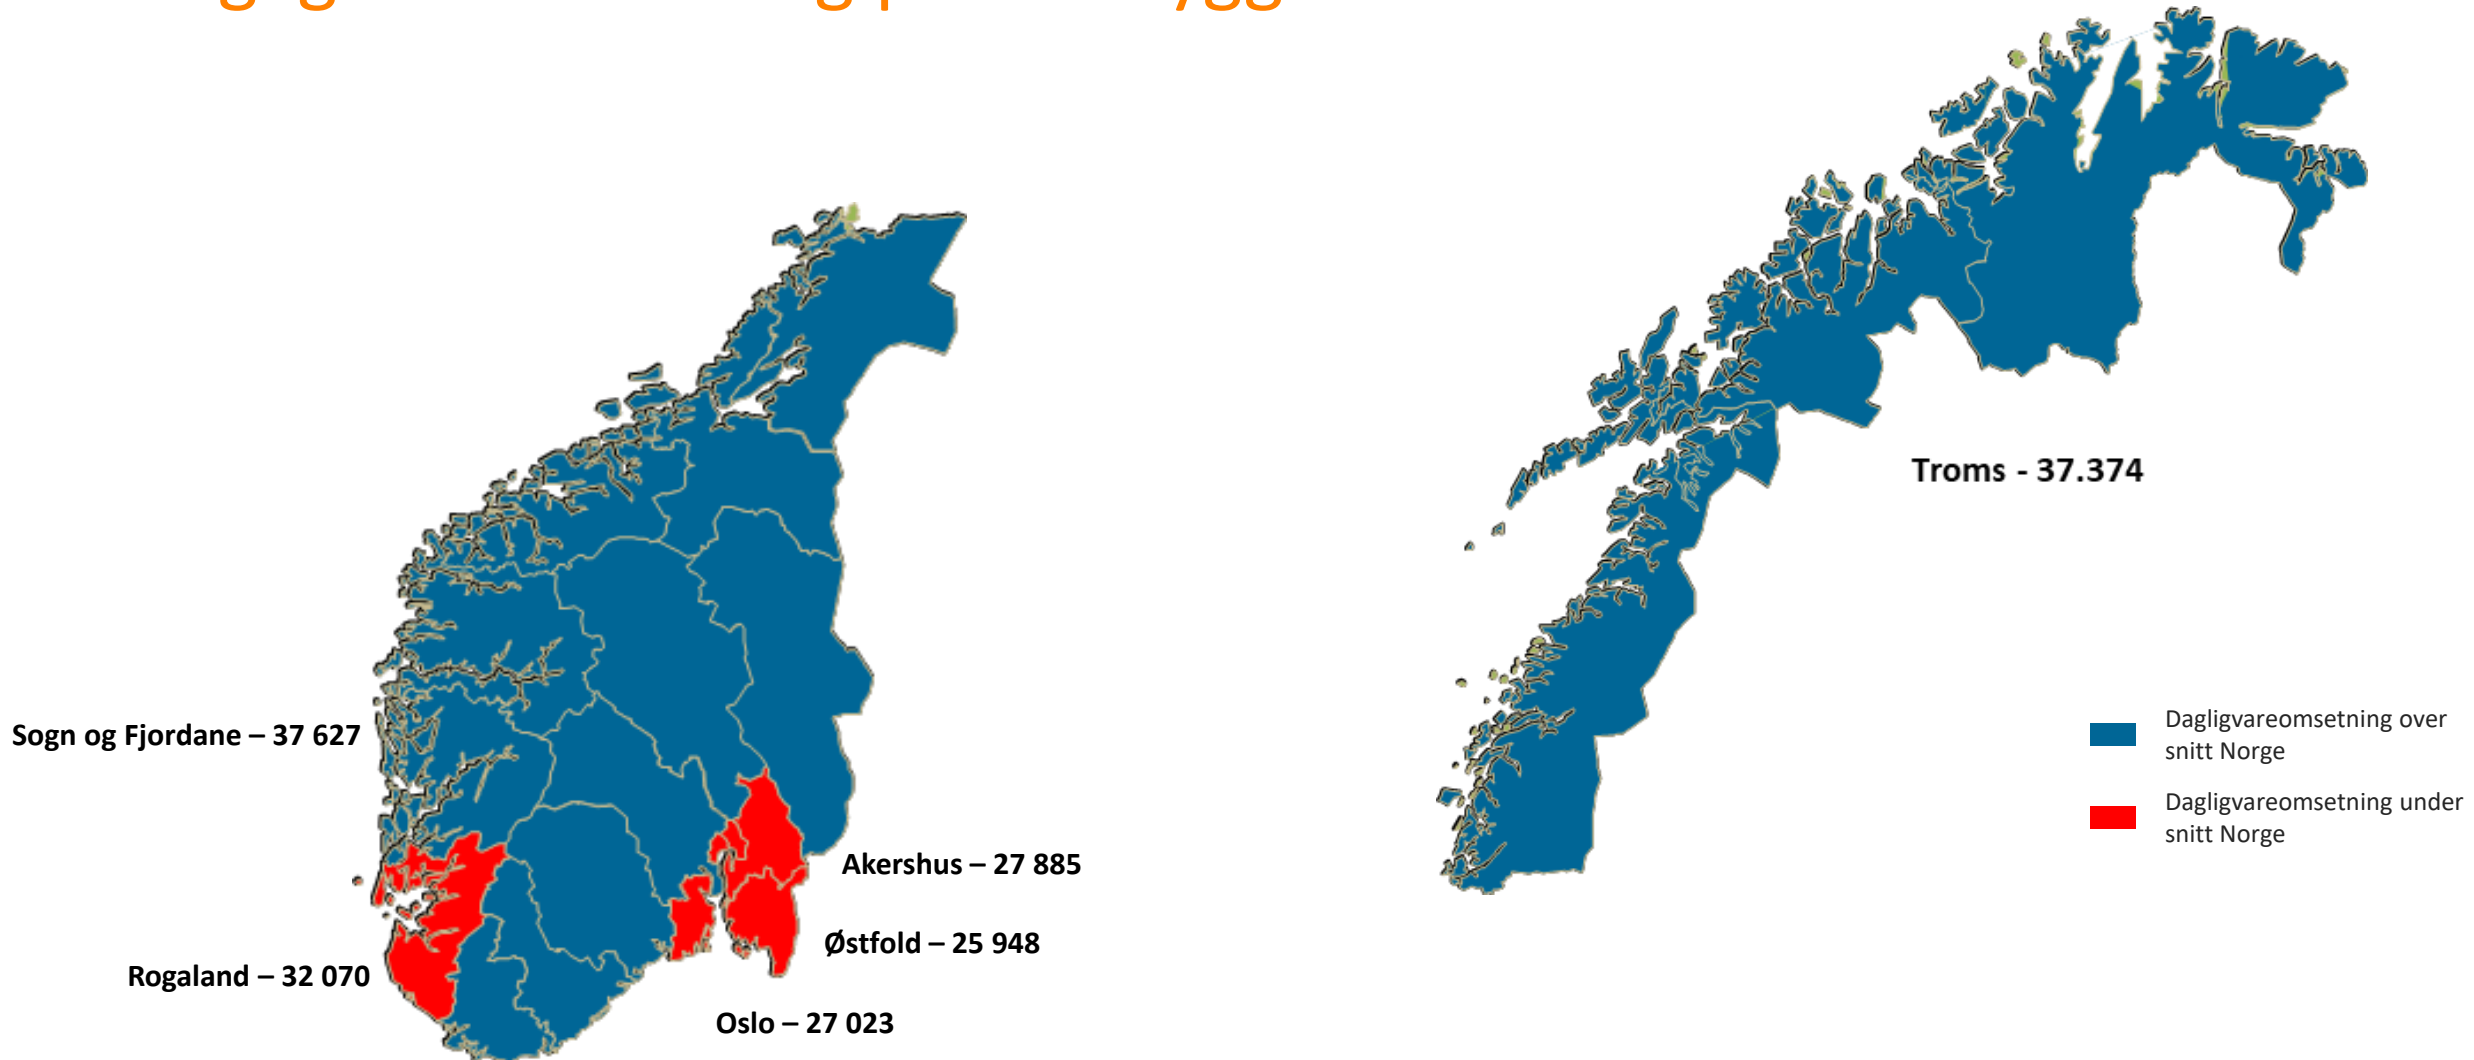 Troms - 37.374
Sogn og Fjordane – 37 627
Dagligvareomsetning over
snitt Norge
Dagligvareomsetning under
snitt Norge
Akershus – 27 885
Østfold – 25 948
Rogaland – 32 070
Oslo – 27 023